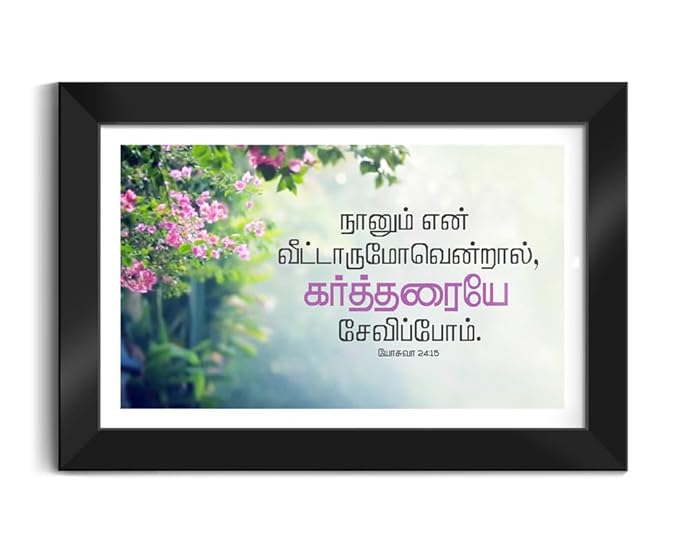 நானும் என்
வீட்டாருமோவென்றால்,
கர்த்தரையே
சேவிப்போம்.
யோசுவா 24:15